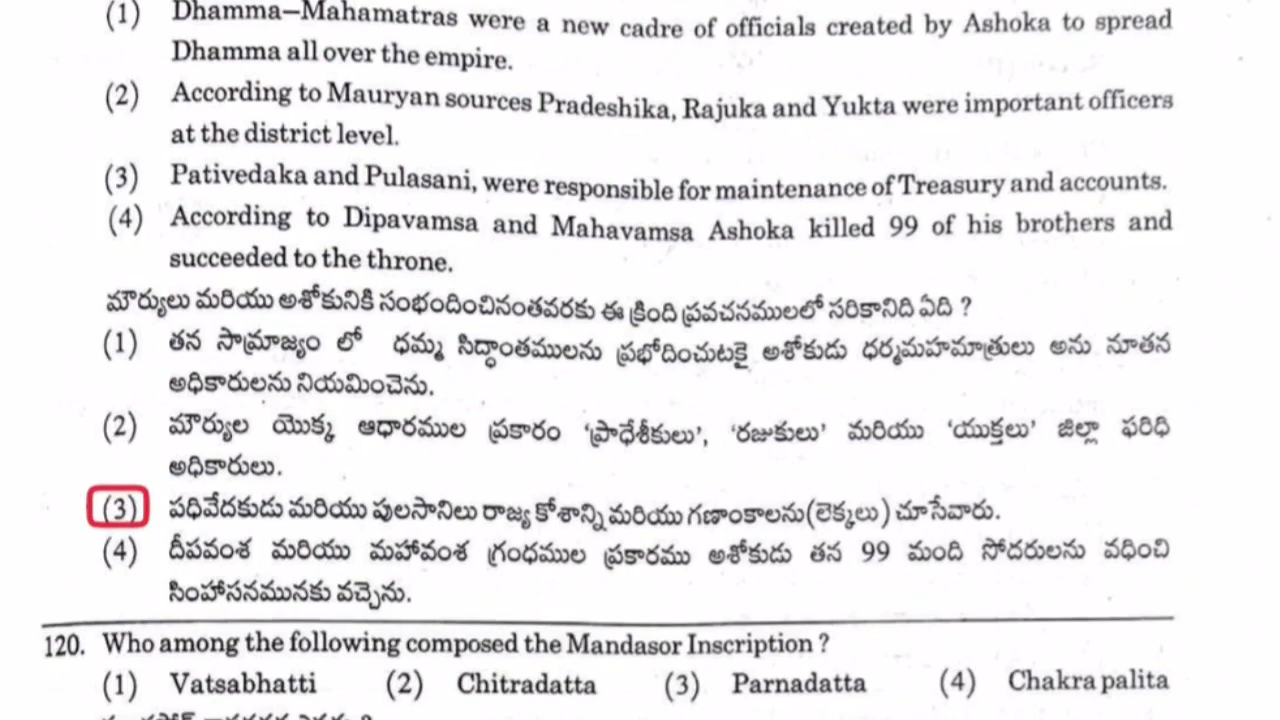 (1) Dhamma–Mahamatras were a new cadre of officials created by Ashoka to spread
Dhamma all over the empire.
(2) According to Mauryan sources Pradeshika, Rajuka and Yukta were important officers
at the district level.
(3) Pativedaka and Pulasani, were responsible for maintenance of Treasury and accounts.
(4) According to Dipavamsa and Mahavamsa Ashoka killed 99 of his brothers and
succeeded to the throne.
మౌర్యులు మరియు అశోకునికి సంభందించినంతవరకు ఈ క్రింది ప్రవచనములలో సరికానిది ఏది ?
(1) తన సామ్రాజ్యం లో ధమ్మ సిద్ధాంతములను ప్రభోదించుటకై అశోకుడు ధర్మమహమాత్రులు అను నూతన
అధికారులను నియమించెను.
(2) మౌర్యుల యొక్క ఆధారముల ప్రకారం ‘ప్రాధేశీకులు’, ‘రజుకులు’ మరియు ‘యుక్తలు’ జిల్లా ఫరిధి
అధికారులు.
(3) పధివేదకుడు మరియు పులసానిలు రాజ్య కోశాన్ని మరియు గణాంకాలను(లెక్కలు) చూసేవారు.
(4) దీపవంశ మరియు మహావంశ గ్రంధముల ప్రకారము అశోకుడు తన 99 మంది సోదరులను వధించి
సింహాసనమునకు వచ్చెను.
120. Who among the following composed the Mandasor Inscription ?
(1) Vatsabhatti (2) Chitradatta (3) Parnadatta (4) Chakra palita